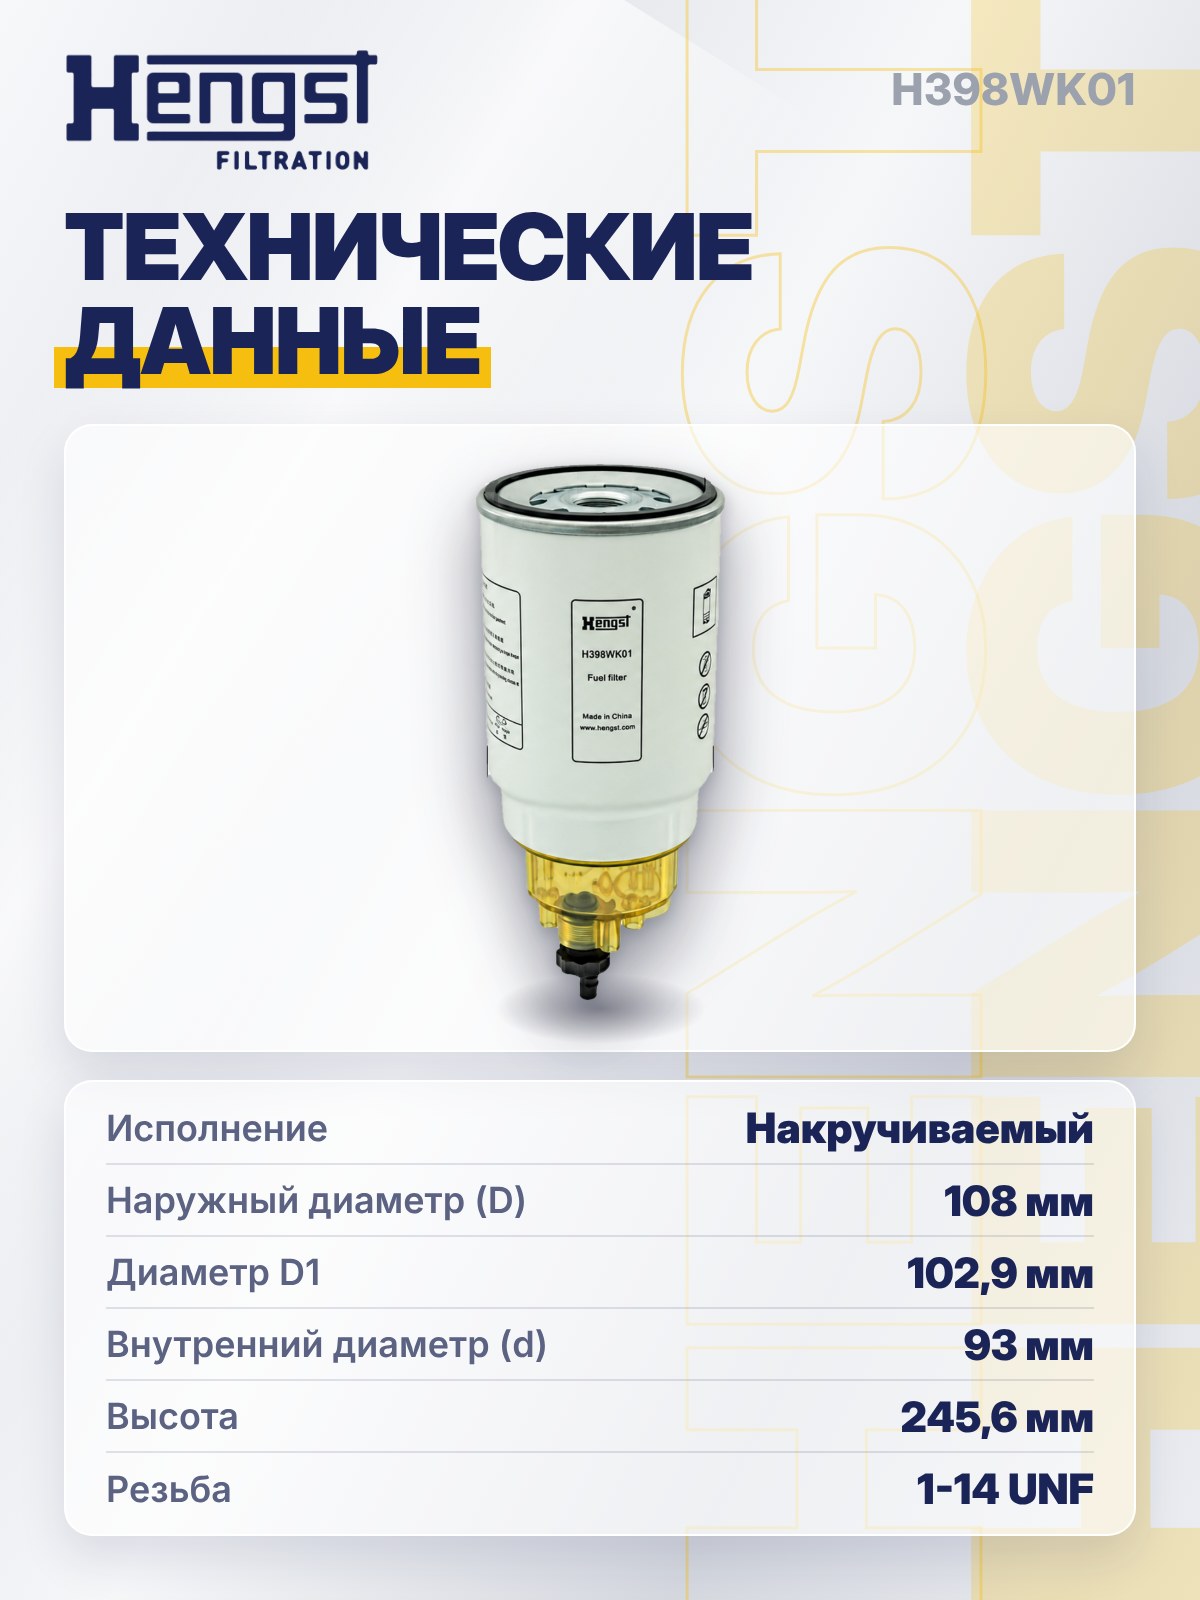 Hengst
FILTRATION
H398WK01
ТЕХНИЧЕСКИЕ
ДАННЫЕ
Hengst
H398WK01
Fuel filter
Made in China
www.hengst.com
Исполнение Накручиваемый
Наружный диаметр (D) 108 мм
Диаметр D1 102,9 мм
Внутренний диаметр (d) 93 мм
Высота 245,6 мм
Резьба 1-14 UNF
HENGST
HENGST